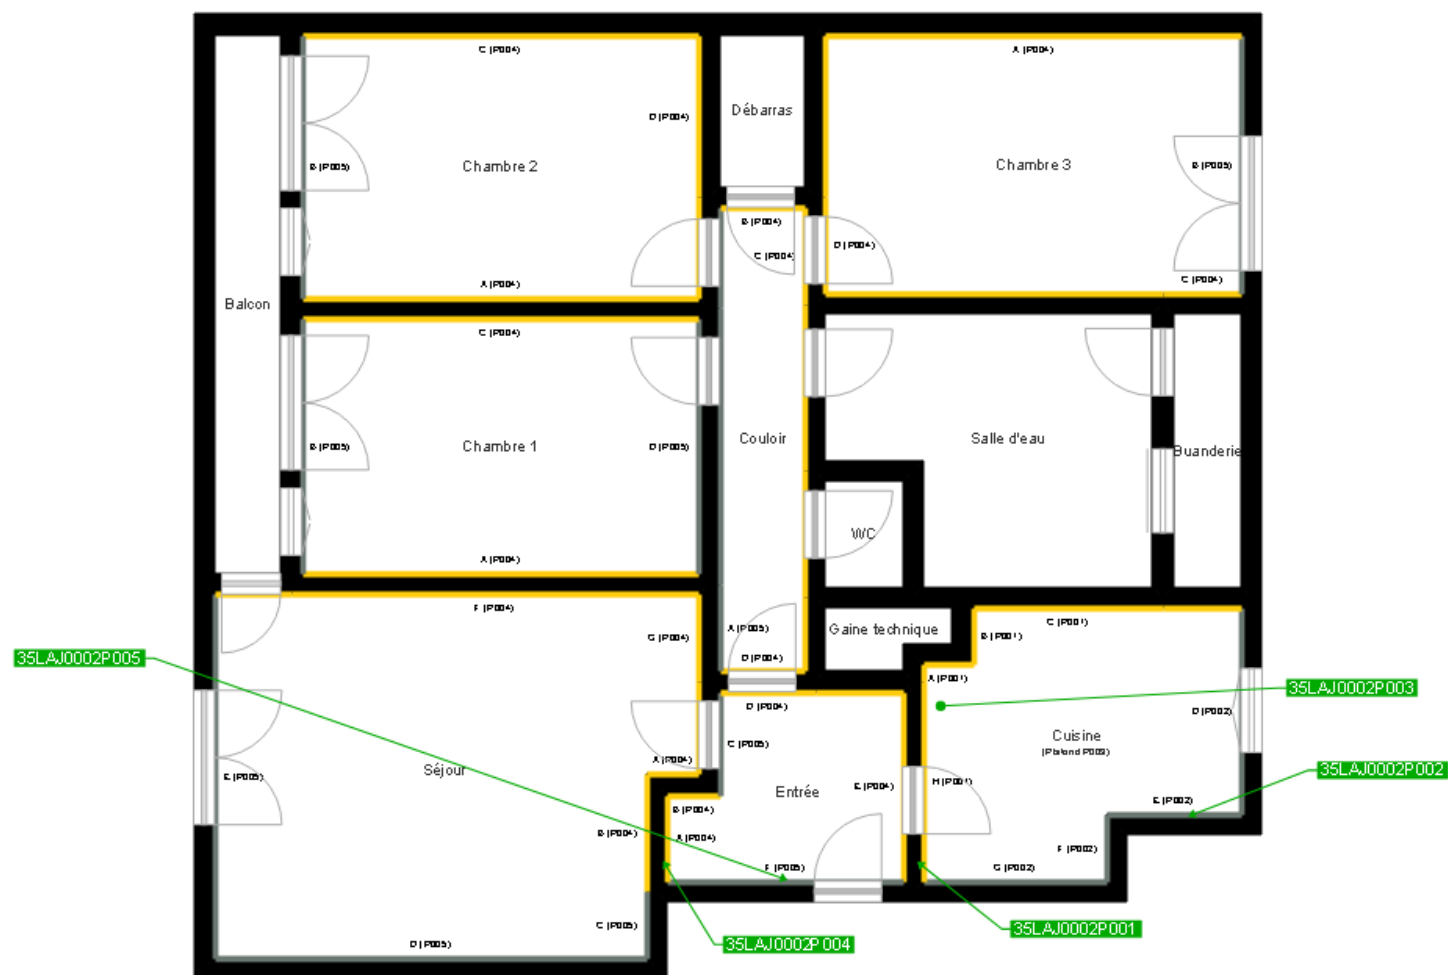 C (P004)
A (P004)
Débarras
D (P004)
Chambre 2
B (P005)
Chambre 3
B (P005)
B (P004)
C (P004)
D (P004)
A (P004)
C (P004)
Balcon
C (P004)
Chambre 1
B (P005)
D (P005)
Couloir
Salle d'eau
Buanderie
WC
A (P004)
F (P004)
G (P004)
A (P005)
D (P004)
Gaine technique
C (P001)
B (P001)
A (P001)
35LAJ0002P005
35LAJ0002P003
D (P004)
C (P005)
D (P002)
Cuisine
(Plafond P003)
A (P004)
Séjour
E (P005)
35LAJ0002P002
Entrée
E (P004)
H (P001)
E (P002)
B (P004)
B (P004)
A (P004)
F (P002)
F (P005)
G (P002)
C (P005)
D (P005)
35LAJ0002P004
35LAJ0002P001